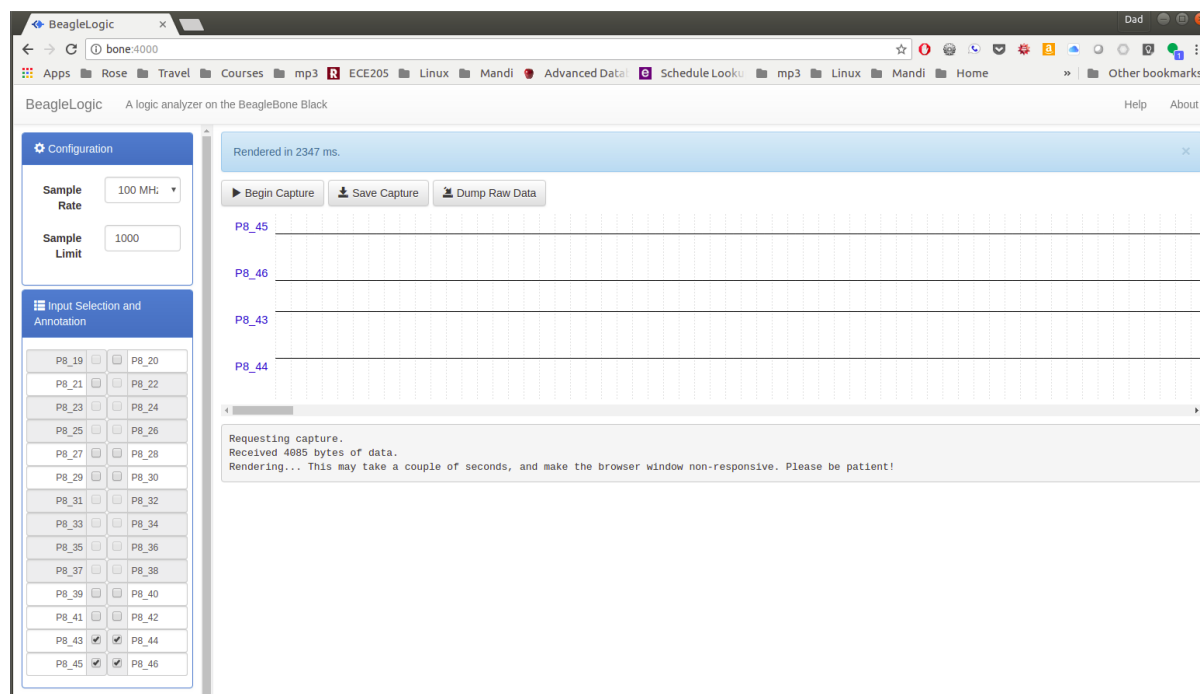 BeagleLogic
Dad
bone:4000
Apps Rose Travel Courses mp3 R ECE205 Linux Mandi Advanced Data e Schedule Looku mp3 Linux Mandi Home » Other bookmarks
BeagleLogic A logic analyzer on the BeagleBone Black Help About
Configuration
Sample Rate 100 MHz
Sample Limit 1000
Input Selection and
Annotation
P8_19 P8_20
P8_21 P8_22
P8_23 P8_24
P8_25 P8_26
P8_27 P8_28
P8_29 P8_30
P8_31 P8_32
P8_33 P8_34
P8_35 P8_36
P8_37 P8_38
P8_39 P8_40
P8_41 P8_42
P8_43 P8_44
P8_45 P8_46
Rendered in 2347 ms. ×
Begin Capture Save Capture Dump Raw Data
P8_45
P8_46
P8_43
P8_44
Requesting capture.
Received 4085 bytes of data.
Rendering... This may take a couple of seconds, and make the browser window non-responsive. Please be patient!